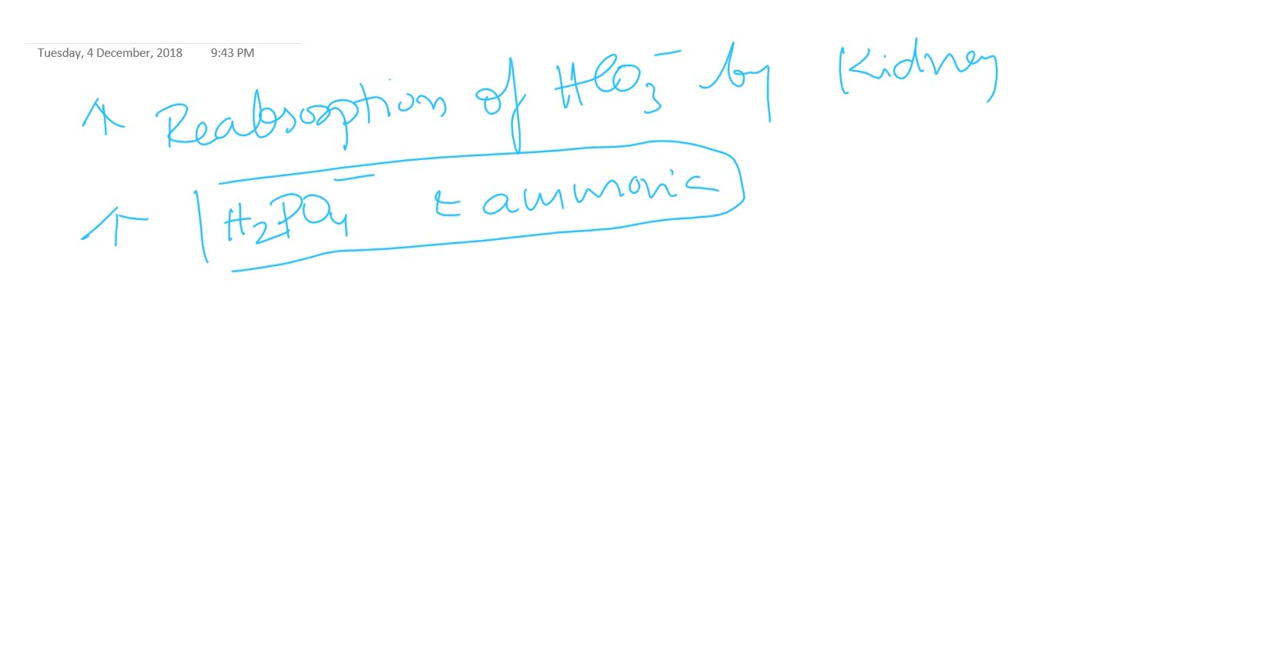 Tuesday, 4 December, 2018 9:43 PM
↑ Reabsorption of HCO₃⁻ by Kidney
↑ H₂PO₄⁻ & ammonia